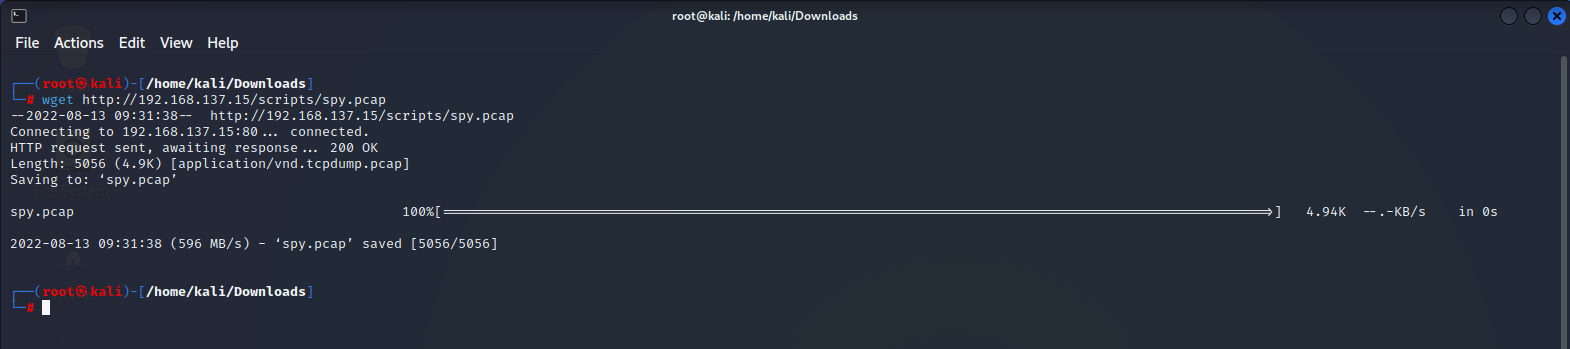 root@kali: /home/kali/Downloads
File Actions Edit View Help
┌──(root㉿kali)-[/home/kali/Downloads]
└─# wget http://192.168.137.15/scripts/spy.pcap
--2022-08-13 09:31:38-- http://192.168.137.15/scripts/spy.pcap
Connecting to 192.168.137.15:80... connected.
HTTP request sent, awaiting response... 200 OK
Length: 5056 (4.9K) [application/vnd.tcpdump.pcap]
Saving to: ‘spy.pcap’
spy.pcap 100%[===================================================>] 4.94K --.-KB/s in 0s
2022-08-13 09:31:38 (596 MB/s) - ‘spy.pcap’ saved [5056/5056]
┌──(root㉿kali)-[/home/kali/Downloads]
└─#